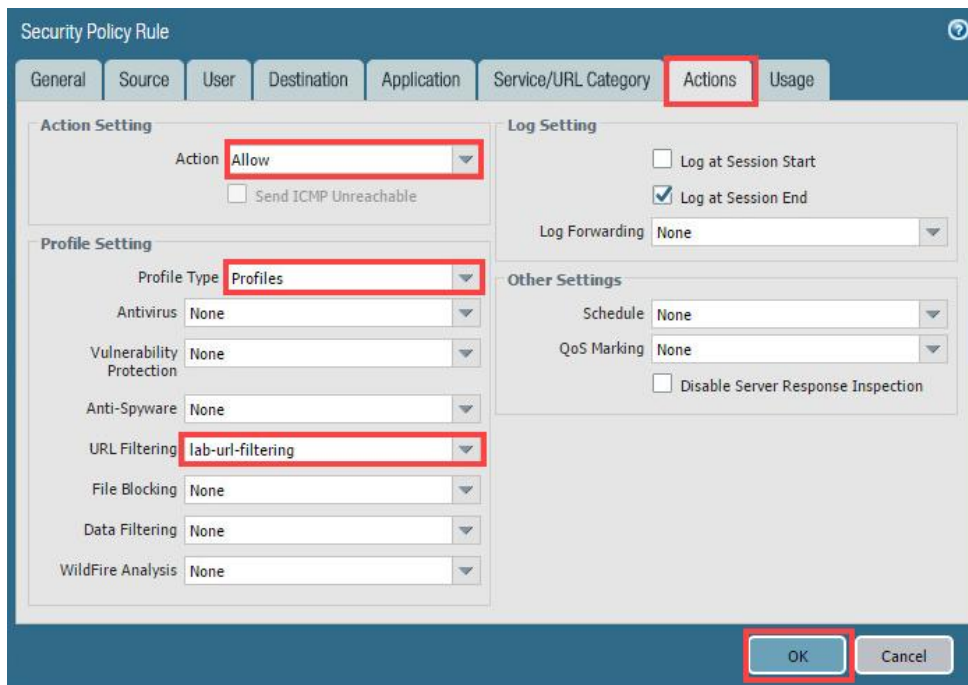 Security Policy Rule
General Source User Destination Application Service/URL Category Actions Usage
Action Setting
Action Allow
Send ICMP Unreachable
Profile Setting
Profile Type Profiles
Antivirus None
Vulnerability Protection None
Anti-Spyware None
URL Filtering lab-url-filtering
File Blocking None
Data Filtering None
WildFire Analysis None
Log Setting
Log at Session Start
Log at Session End
Log Forwarding None
Other Settings
Schedule None
QoS Marking None
Disable Server Response Inspection
OK Cancel